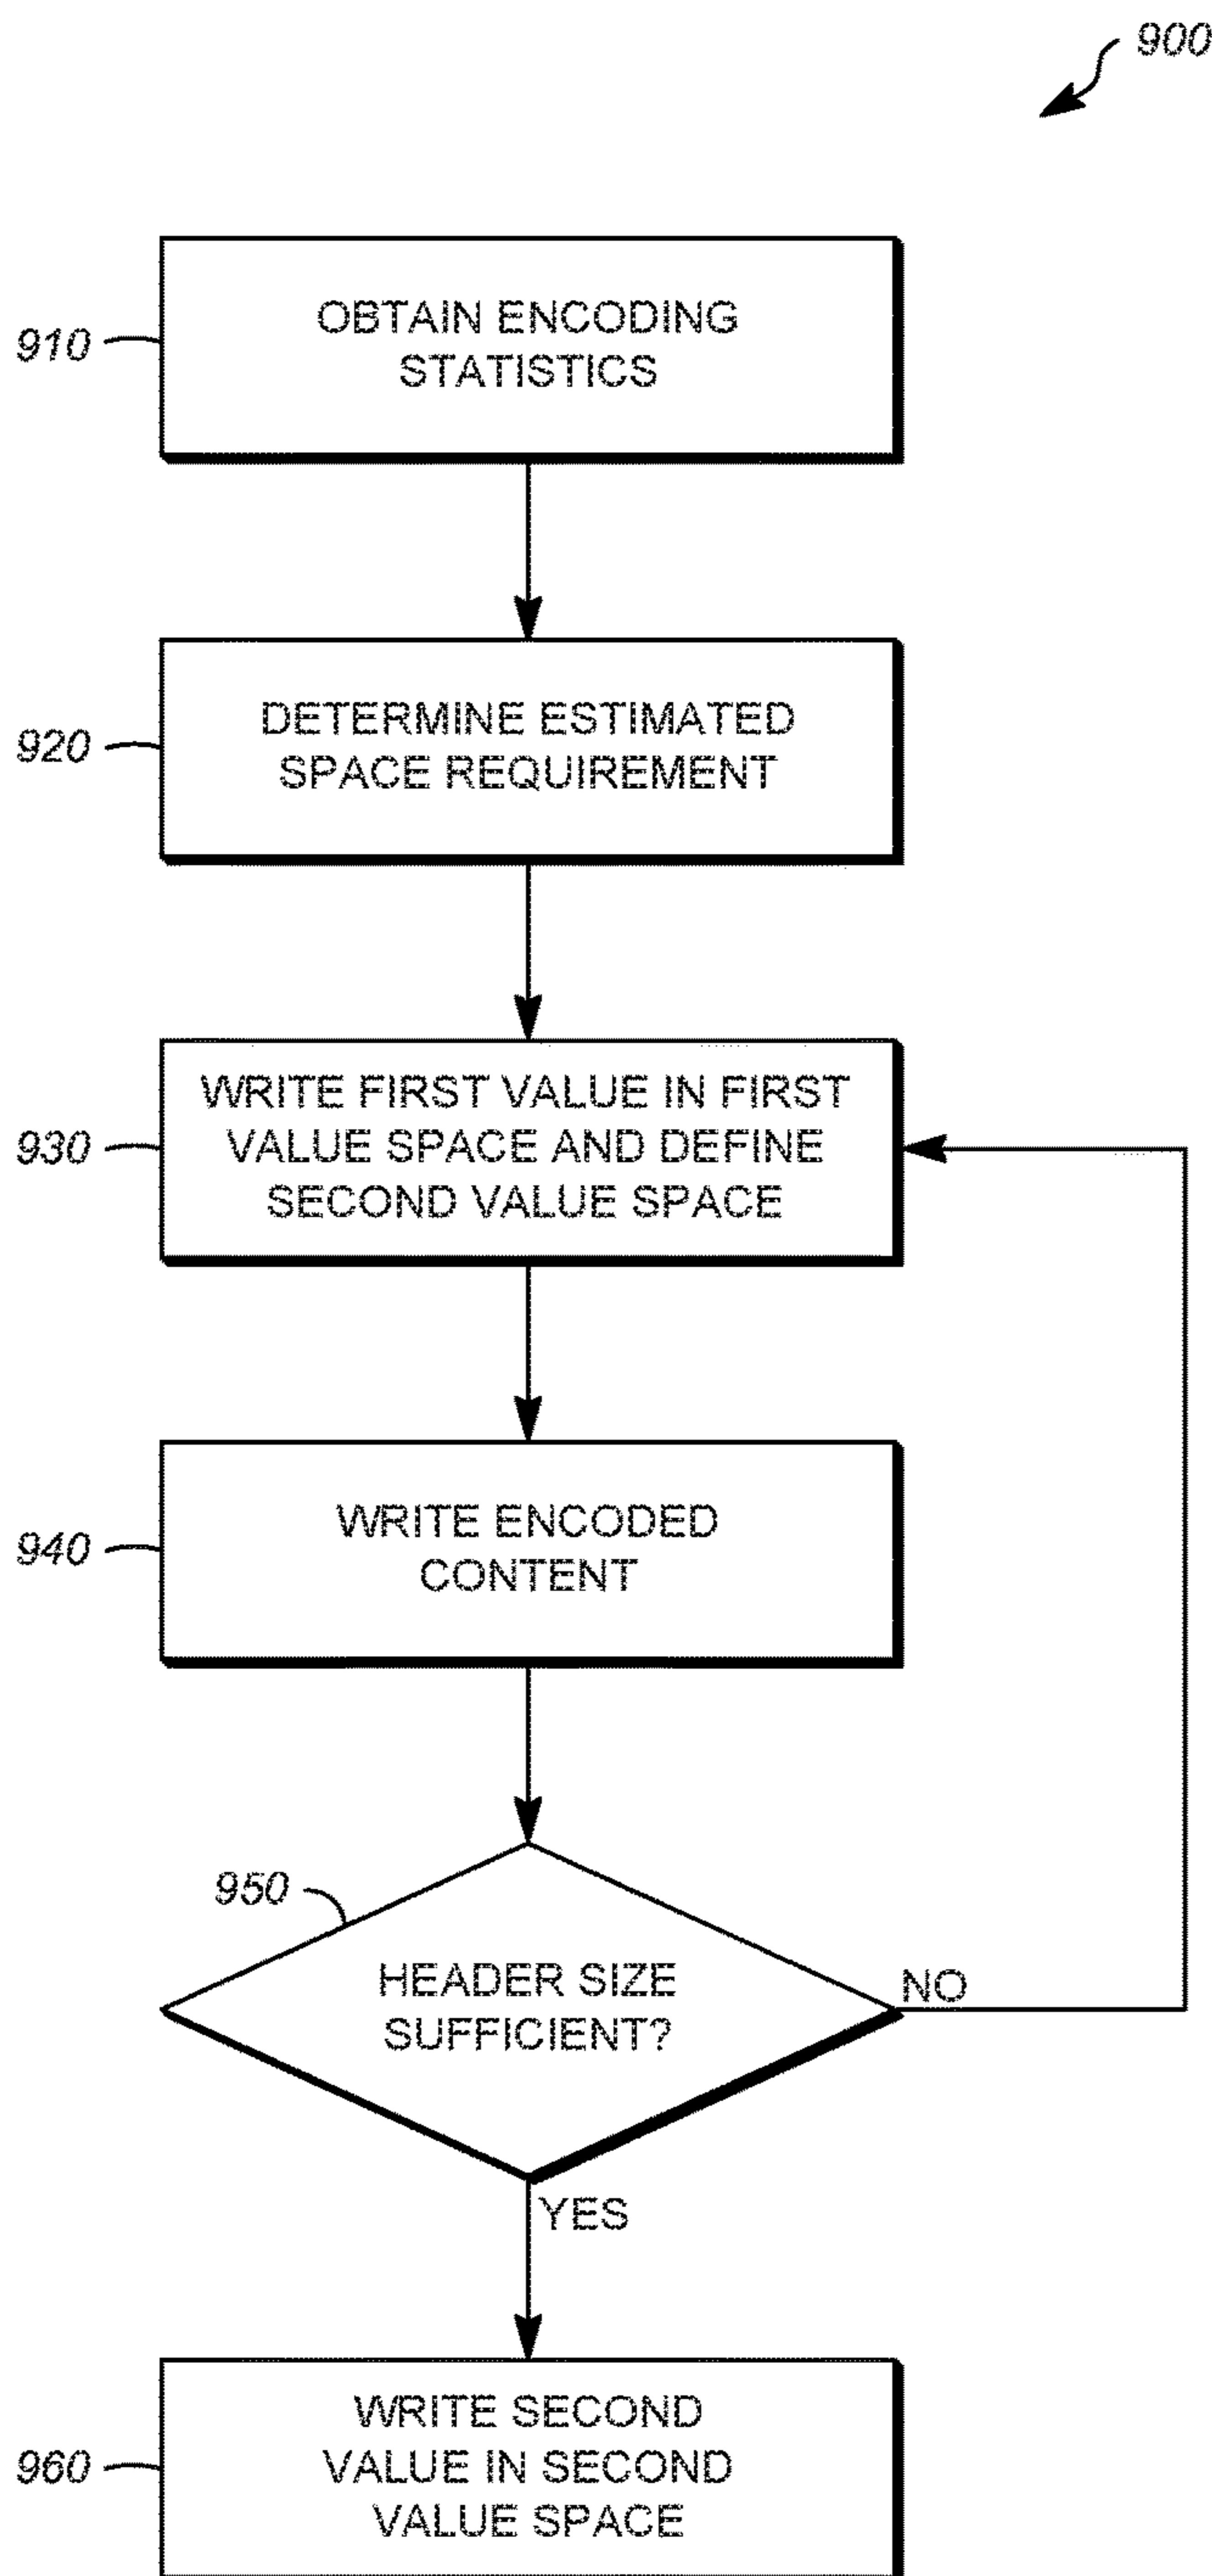 900
910
OBTAIN ENCODING
STATISTICS
920
DETERMINE ESTIMATED
SPACE REQUIREMENT
930
WRITE FIRST VALUE IN FIRST
VALUE SPACE AND DEFINE
SECOND VALUE SPACE
940
WRITE ENCODED
CONTENT
950
HEADER SIZE
SUFFICIENT?
NO
YES
960
WRITE SECOND
VALUE IN SECOND
VALUE SPACE